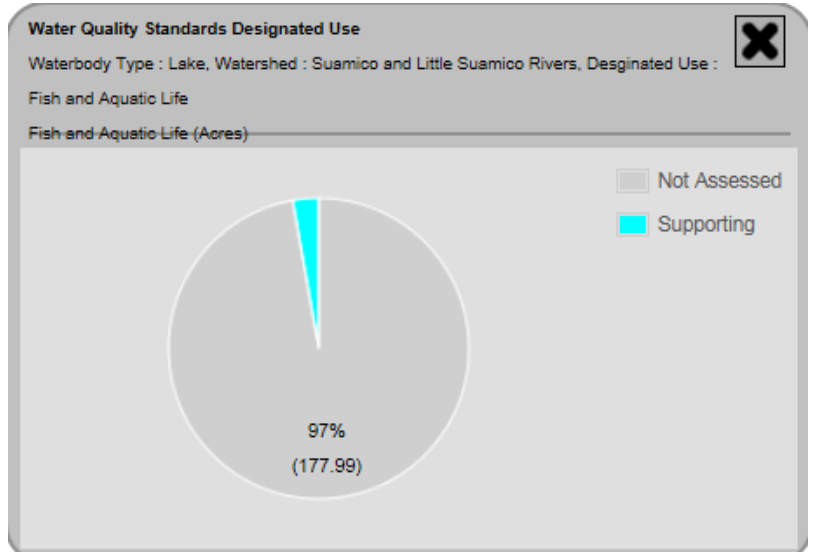 Water Quality Standards Designated Use
Waterbody Type : Lake, Watershed : Suamico and Little Suamico Rivers, Desginated Use :
Fish and Aquatic Life
Fish and Aquatic Life (Acres)
Not Assessed
Supporting
97%
(177.99)